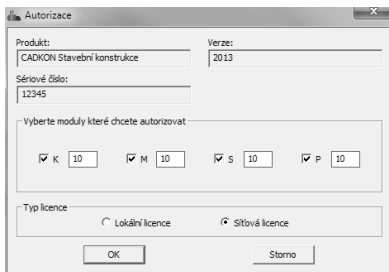 Autorizace
Produkt: Verze:
CADKON Stavební konstrukce 2013
Sériové číslo:
12345
Vyberte moduly které chcete autorizovat
K 10 M 10 S 10 P 10
Typ licence
Lokální licence Síťová licence
OK Storno